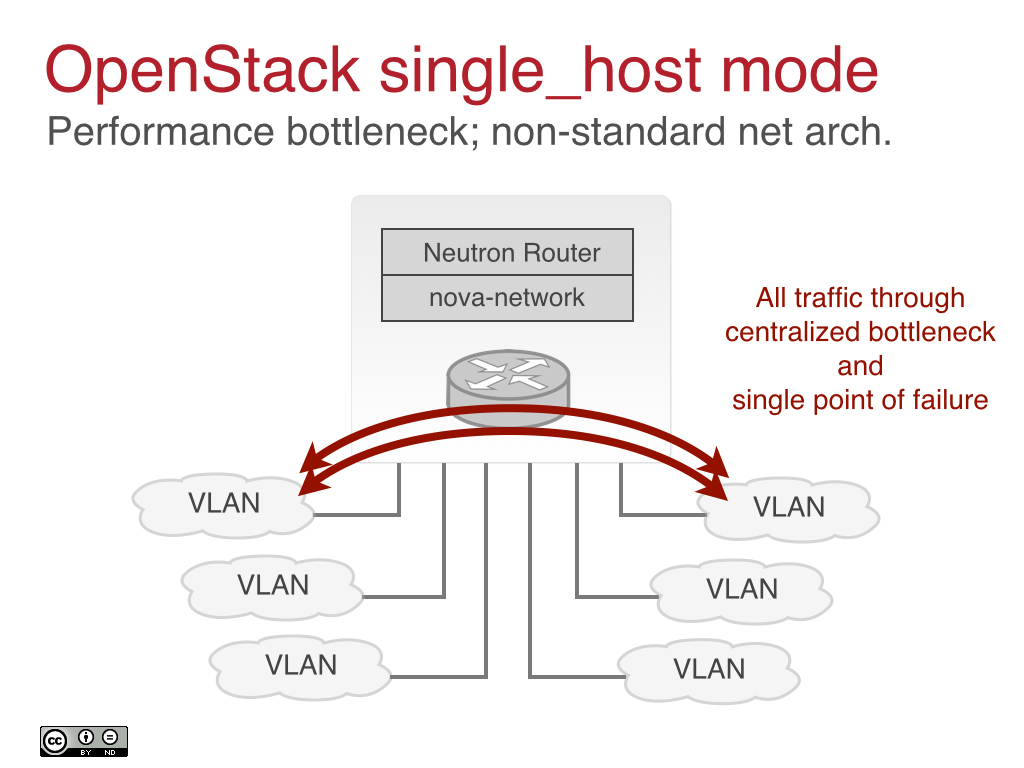 OpenStack single_host mode
Performance bottleneck; non-standard net arch.
Neutron Router
nova-network
All traffic through
centralized bottleneck
and
single point of failure
VLAN
VLAN
VLAN
VLAN
VLAN
VLAN
cc
BY ND